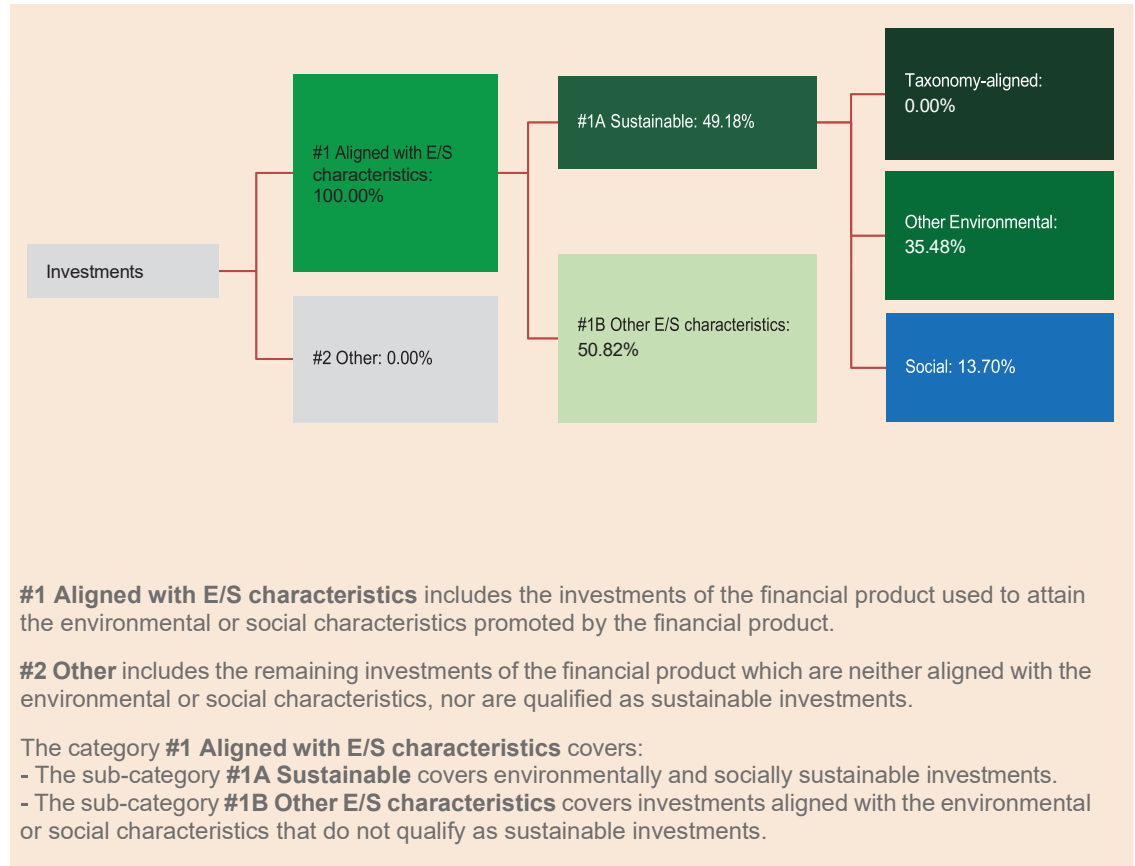 Investments
#1 Aligned with E/S
characteristics:
100.00%
#2 Other: 0.00%
#1A Sustainable: 49.18%
#1B Other E/S characteristics:
50.82%
Taxonomy-aligned:
0.00%
Other Environmental:
35.48%
Social: 13.70%
#1 Aligned with E/S characteristics includes the investments of the financial product used to attain
the environmental or social characteristics promoted by the financial product.
#2 Other includes the remaining investments of the financial product which are neither aligned with the
environmental or social characteristics, nor are qualified as sustainable investments.
The category #1 Aligned with E/S characteristics covers:
- The sub-category #1A Sustainable covers environmentally and socially sustainable investments.
- The sub-category #1B Other E/S characteristics covers investments aligned with the environmental
or social characteristics that do not qualify as sustainable investments.